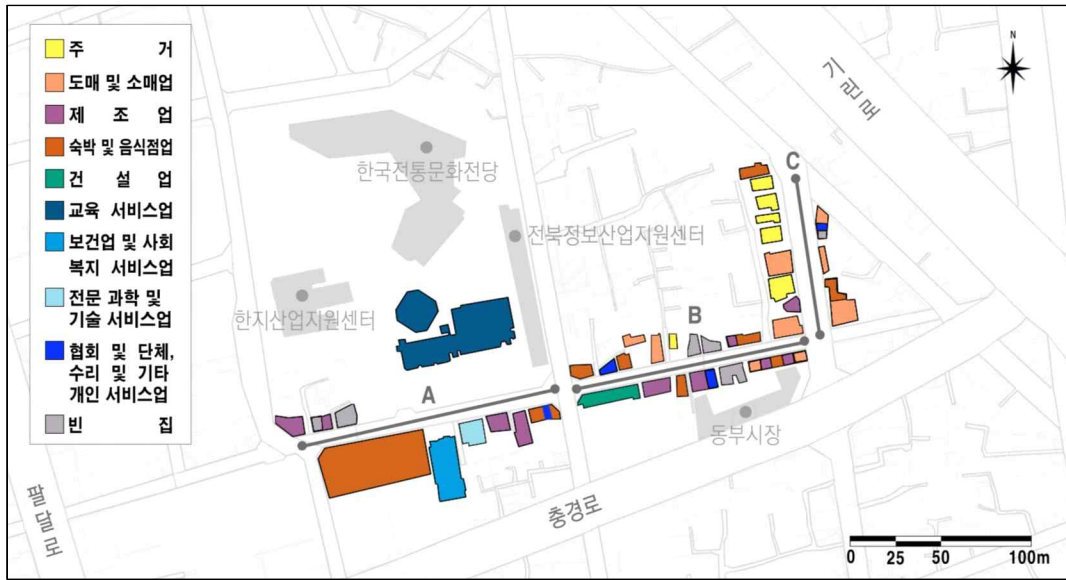 주 거
도매 및 소매업
제 조 업
숙박 및 음식점업
건 설 업
교육 서비스업
보건업 및 사회
복지 서비스업
전문 과학 및
기술 서비스업
협회 및 단체,
수리 및 기타
개인 서비스업
빈 집
N
기린로
한국전통문화전당
C
전북정보산업지원센터
한지산업지원센터
B
A
동부시장
팔달로
충경로
0 25 50 100m